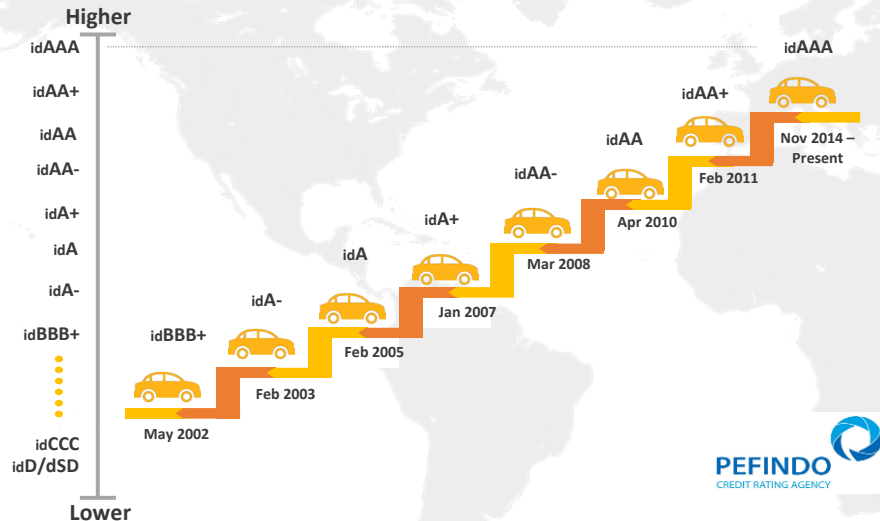 Higher
idAAA
idAA+
idAA
idAA-
idA+
idA
idA-
idBBB+
idCCC
idD/dSD
Lower
idBBB+
May 2002
idA-
Feb 2003
idA
Feb 2005
idA+
Jan 2007
idAA-
Mar 2008
idAA
Apr 2010
idAA+
Feb 2011
idAAA
Nov 2014 –
Present
PEFINDO
CREDIT RATING AGENCY